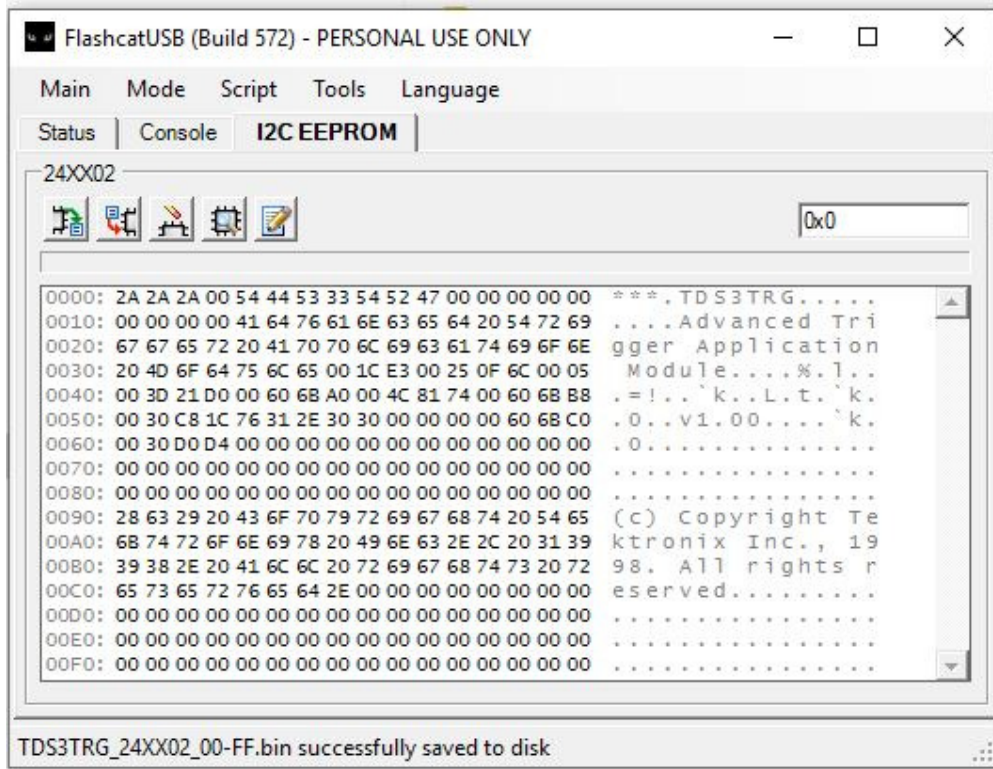 FlashcatUSB (Build 572) - PERSONAL USE ONLY
Main Mode Script Tools Language
Status Console I2C EEPROM
24XX02
0x0
0000: 2A 2A 2A 00 54 44 53 33 54 52 47 00 00 00 00 00 ***.TDS3TRG.....
0010: 00 00 00 00 41 64 76 61 6E 63 65 64 20 54 72 69 ....Advanced Tri
0020: 67 67 65 72 20 41 70 70 6C 69 63 61 74 69 6F 6E gger Application
0030: 20 4D 6F 64 75 6C 65 00 1C E3 00 25 0F 6C 00 05 Module....%.l..
0040: 00 3D 21 D0 00 60 6B A0 00 4C 81 74 00 60 6B B8 .=!..`k..L.t.`k.
0050: 00 30 C8 1C 76 31 2E 30 30 00 00 00 00 60 6B C0 .0..v1.00....`k.
0060: 00 30 D0 D4 00 00 00 00 00 00 00 00 00 00 00 00 .0..............
0070: 00 00 00 00 00 00 00 00 00 00 00 00 00 00 00 00 ................
0080: 00 00 00 00 00 00 00 00 00 00 00 00 00 00 00 00 ................
0090: 28 63 29 20 43 6F 70 79 72 69 67 68 74 20 54 65 (c) Copyright Te
00A0: 6B 74 72 6F 6E 69 78 20 49 6E 63 2E 2C 20 31 39 ktronix Inc., 19
00B0: 39 38 2E 20 41 6C 6C 20 72 69 67 68 74 73 20 72 98. All rights r
00C0: 65 73 65 72 76 65 64 2E 00 00 00 00 00 00 00 00 eserved.........
00D0: 00 00 00 00 00 00 00 00 00 00 00 00 00 00 00 00 ................
00E0: 00 00 00 00 00 00 00 00 00 00 00 00 00 00 00 00 ................
00F0: 00 00 00 00 00 00 00 00 00 00 00 00 00 00 00 00 ................
TDS3TRG_24XX02_00-FF.bin successfully saved to disk